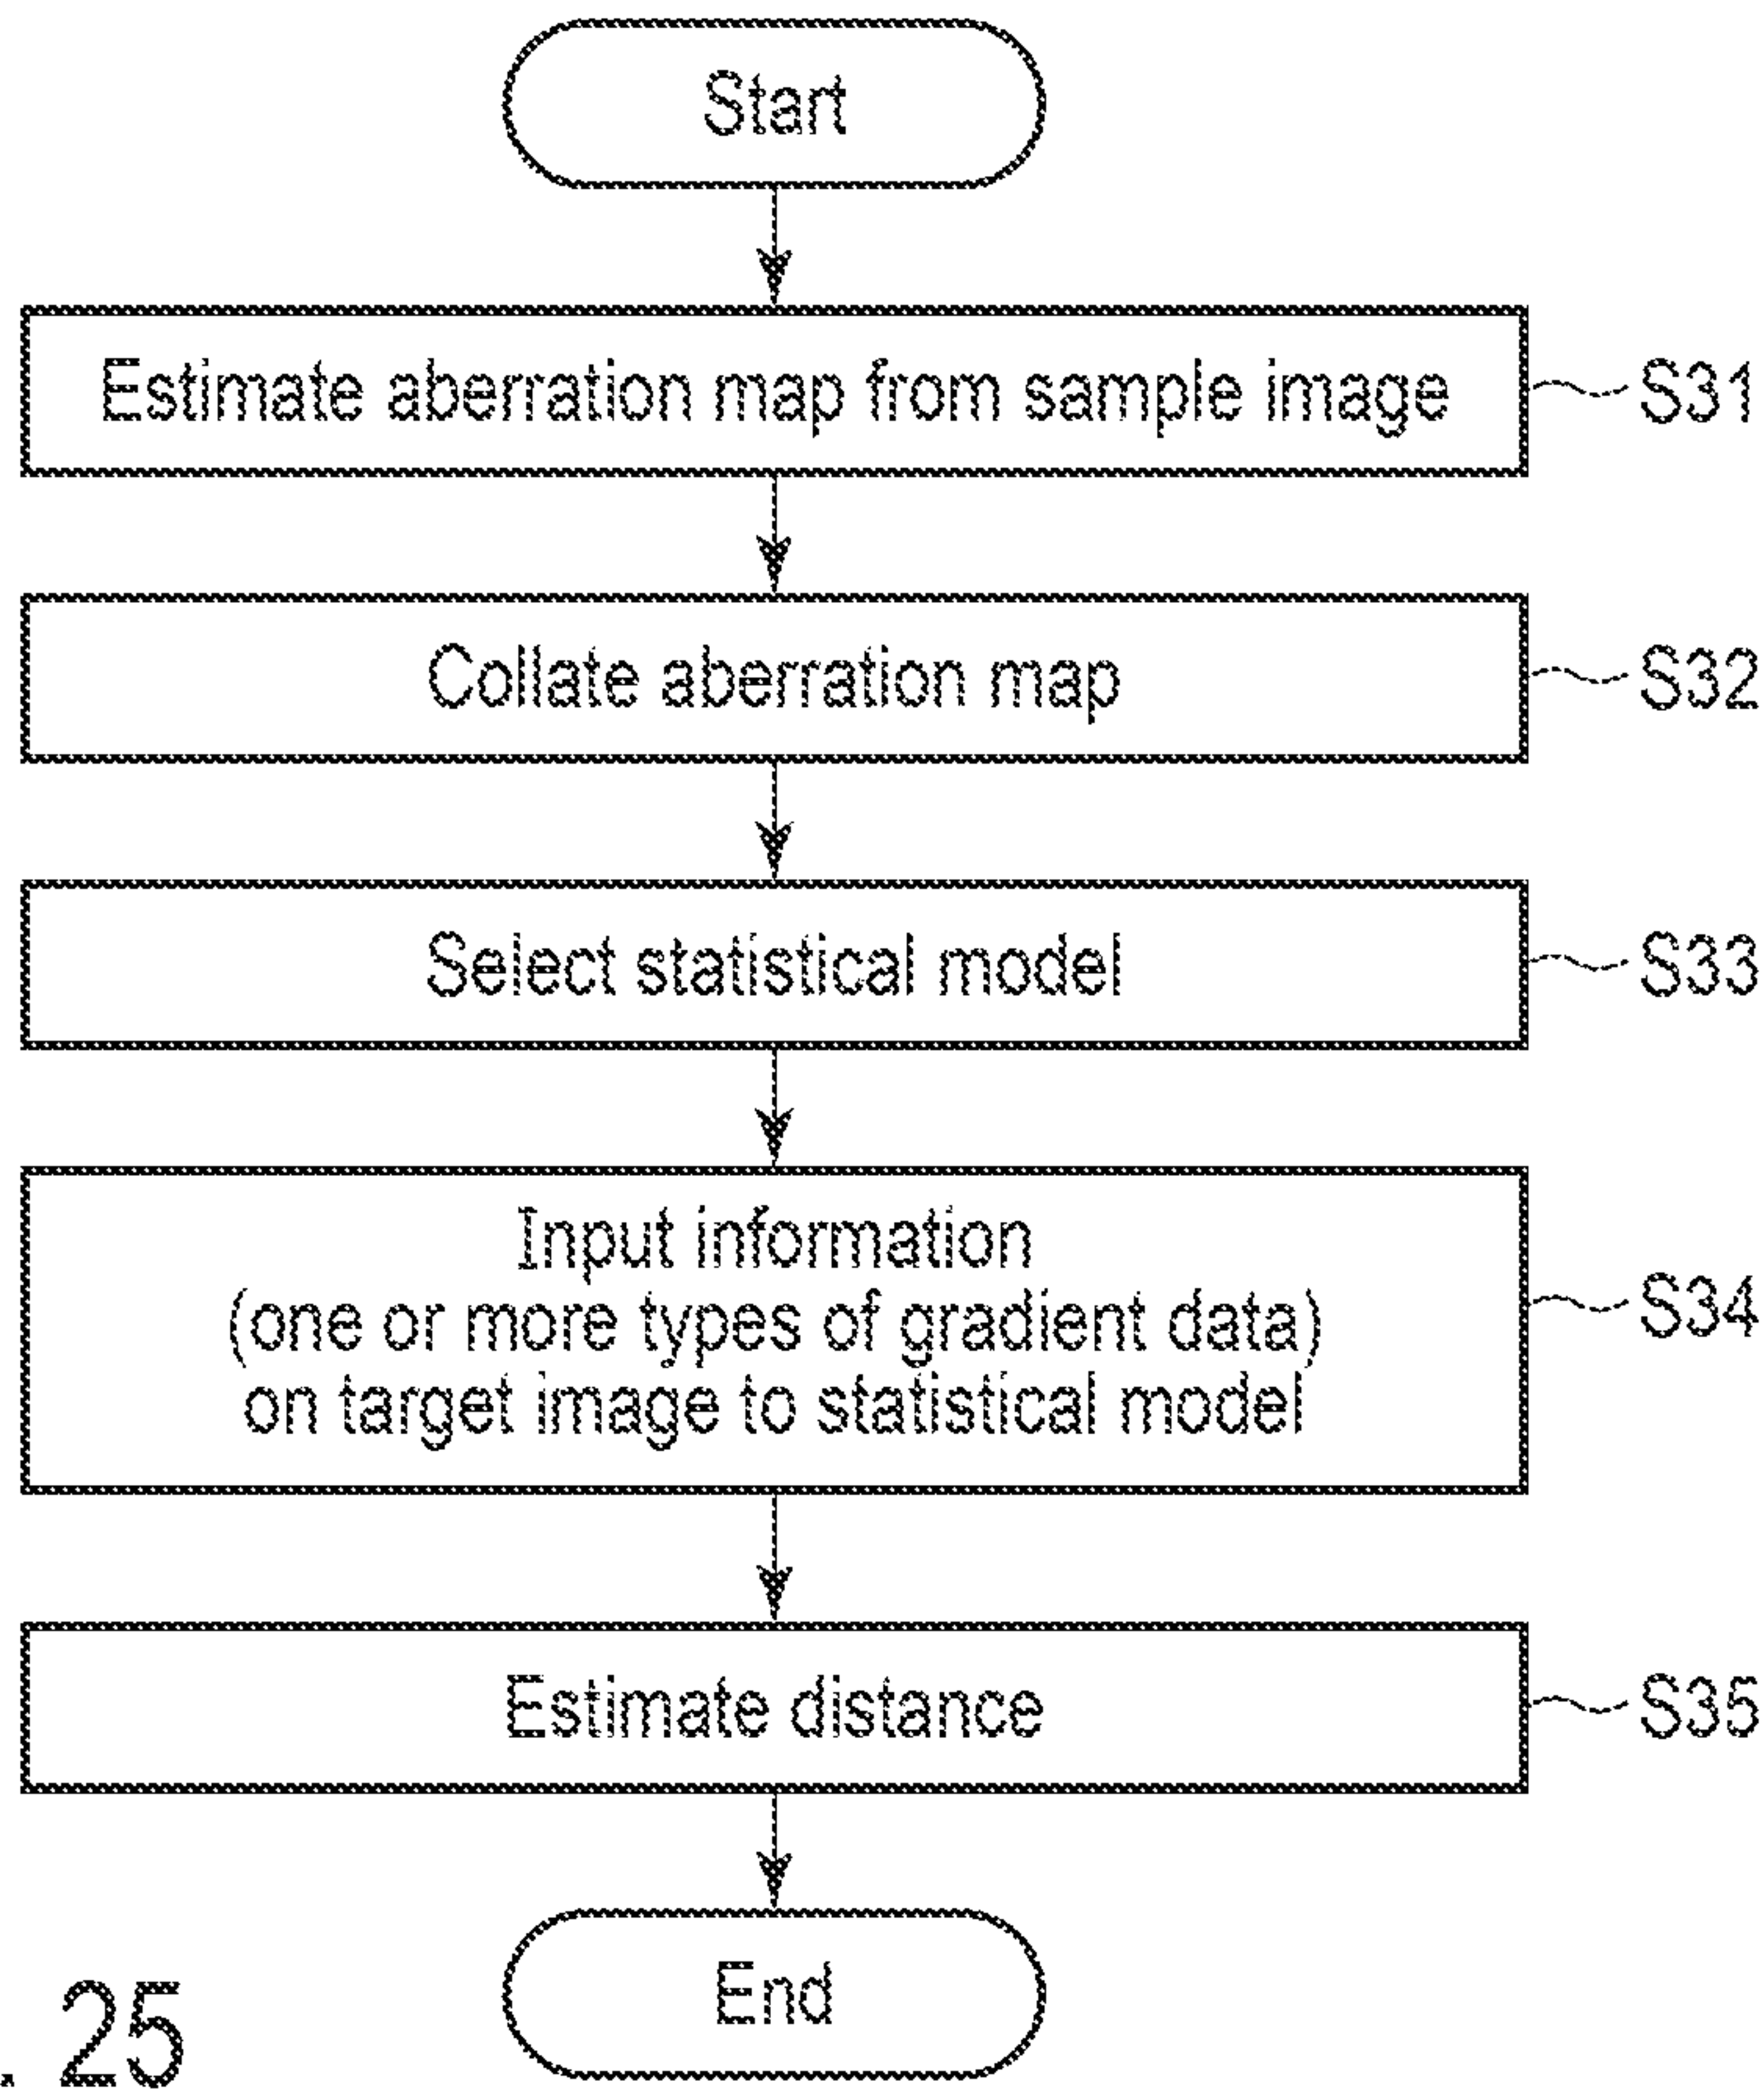 Start
Estimate aberration map from sample image
S31
Collate aberration map
S32
Select statistical model
S33
Input information
(one or more types of gradient data)
on target image to statistical model
S34
Estimate distance
S35
End
. 25